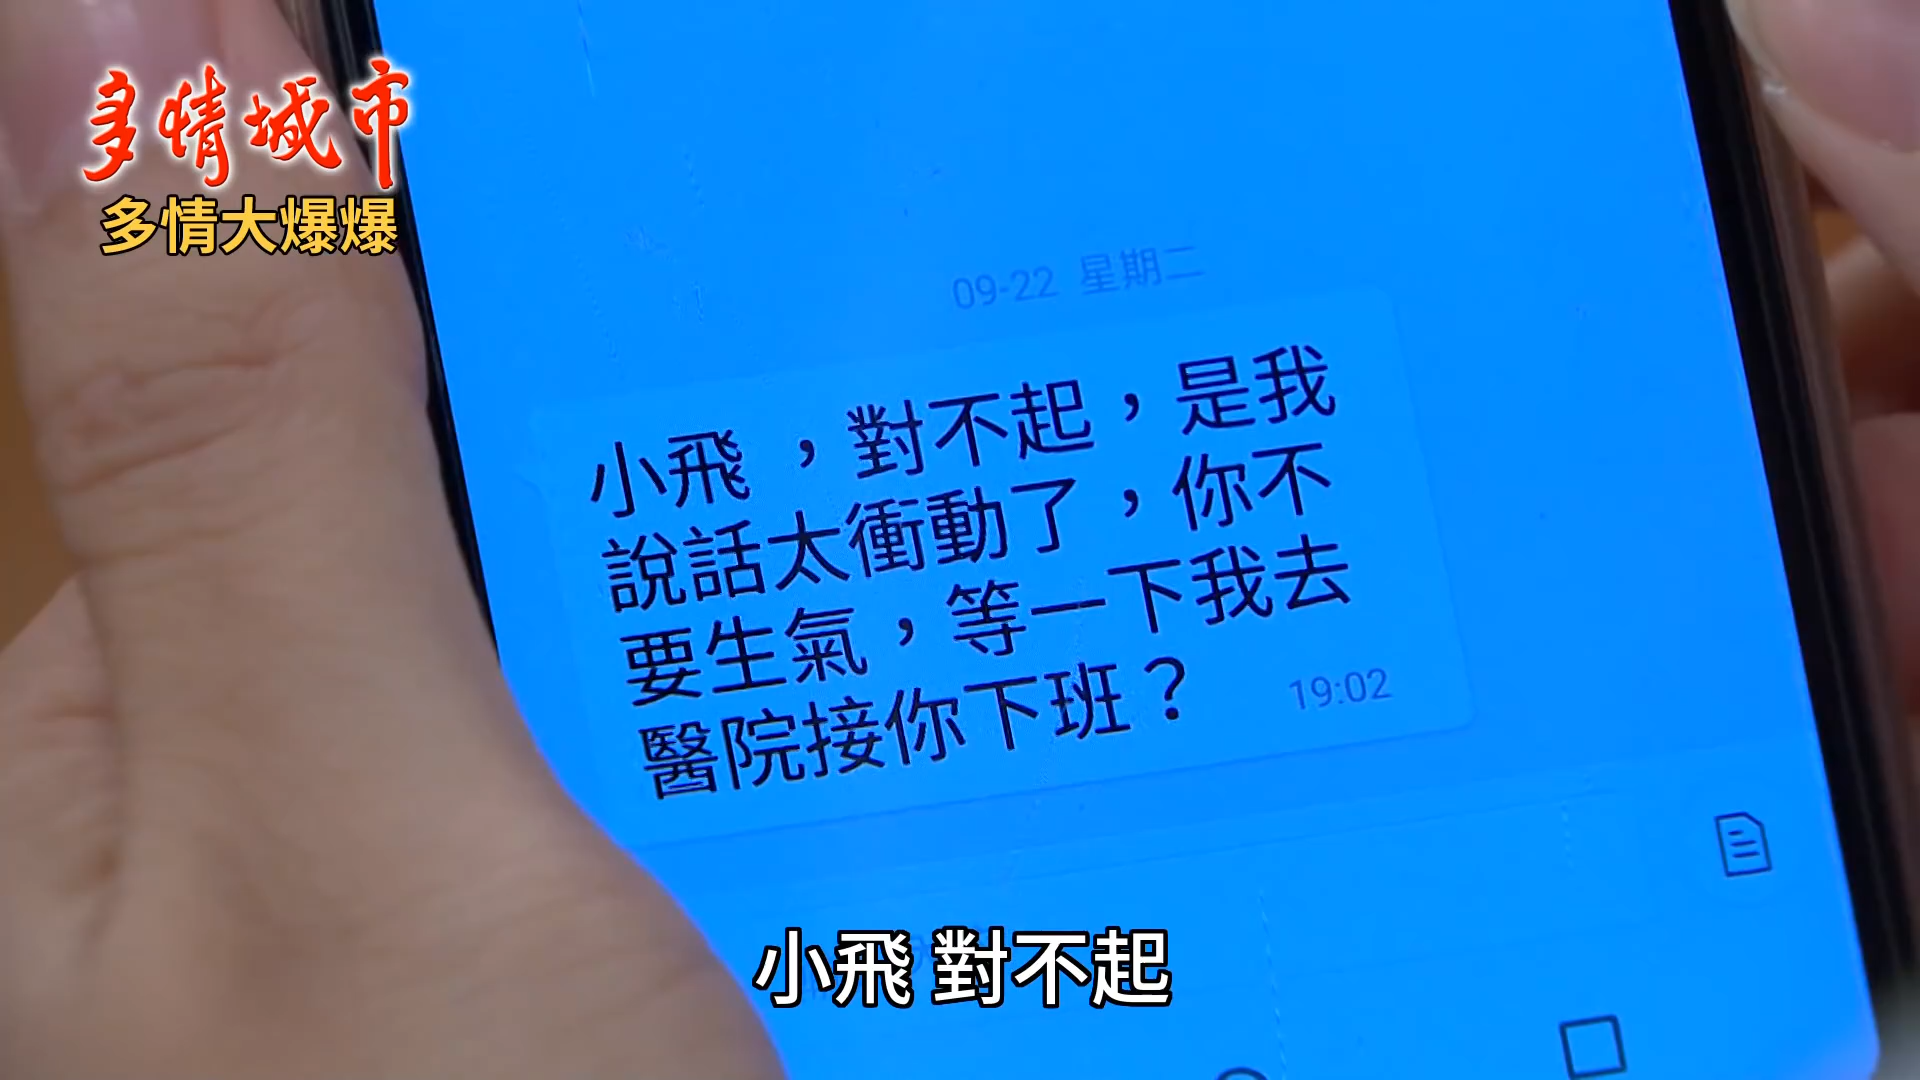 多情城市
多情大爆爆
09-22 星期二
小飛，對不起，是我
說話太衝動了，你不
要生氣，等一下我去
醫院接你下班？
19:02
小飛 對不起